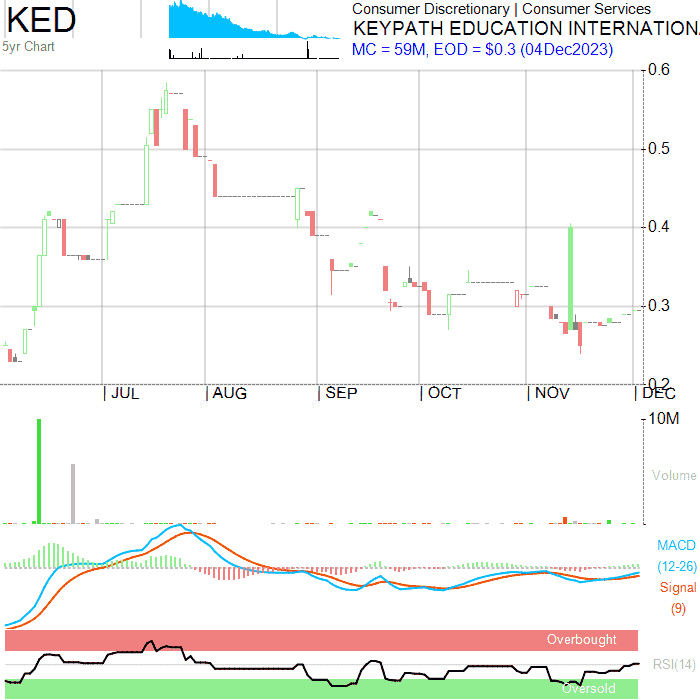 KED
5yr Chart
Consumer Discretionary | Consumer Services
KEYPATH EDUCATION INTERNATIONA
MC = 59M, EOD = $0.3 (04Dec2023)
0.6
0.5
0.4
0.3
0.2
JUL AUG SEP OCT NOV DEC
10M
Volume
MACD
(12-26)
Signal
(9)
Overbought
RSI(14)
Oversold